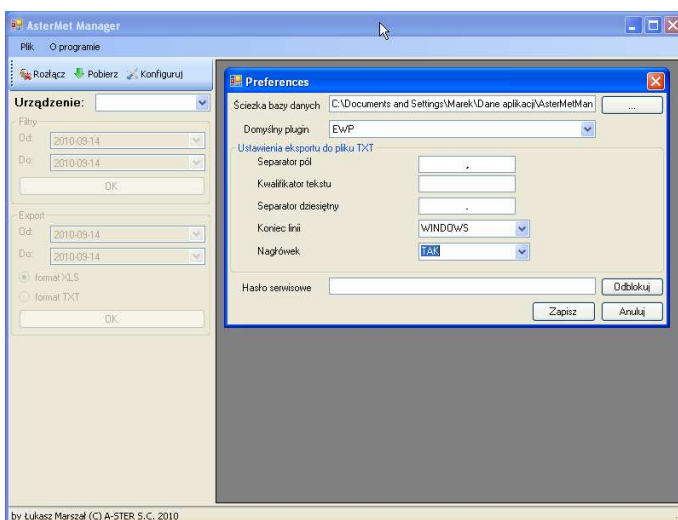 AsterMet Manager
Plik O programie
Rozłącz Pobierz Konfiguruj
Urządzenie:
Filtry
Od: 2010-09-14
Do: 2010-09-14
OK
Export
Od: 2010-09-14
Do: 2010-09-14
format XLS
format TXT
OK
Preferences
Ściezka bazy danych C:\Documents and Settings\Marek\Dane aplikacji\AsterMetMan ...
Domyślny plugin EWP
Ustawienia eksportu do pliku TXT
Separator pól ,
Kwalifikator tekstu
Separator dziesiętny .
Koniec linii WINDOWS
Nagłówek TAK
Hasło serwisowe Odblokuj
Zapisz Anuluj
by Łukasz Marszał (C) A-STER S.C. 2010